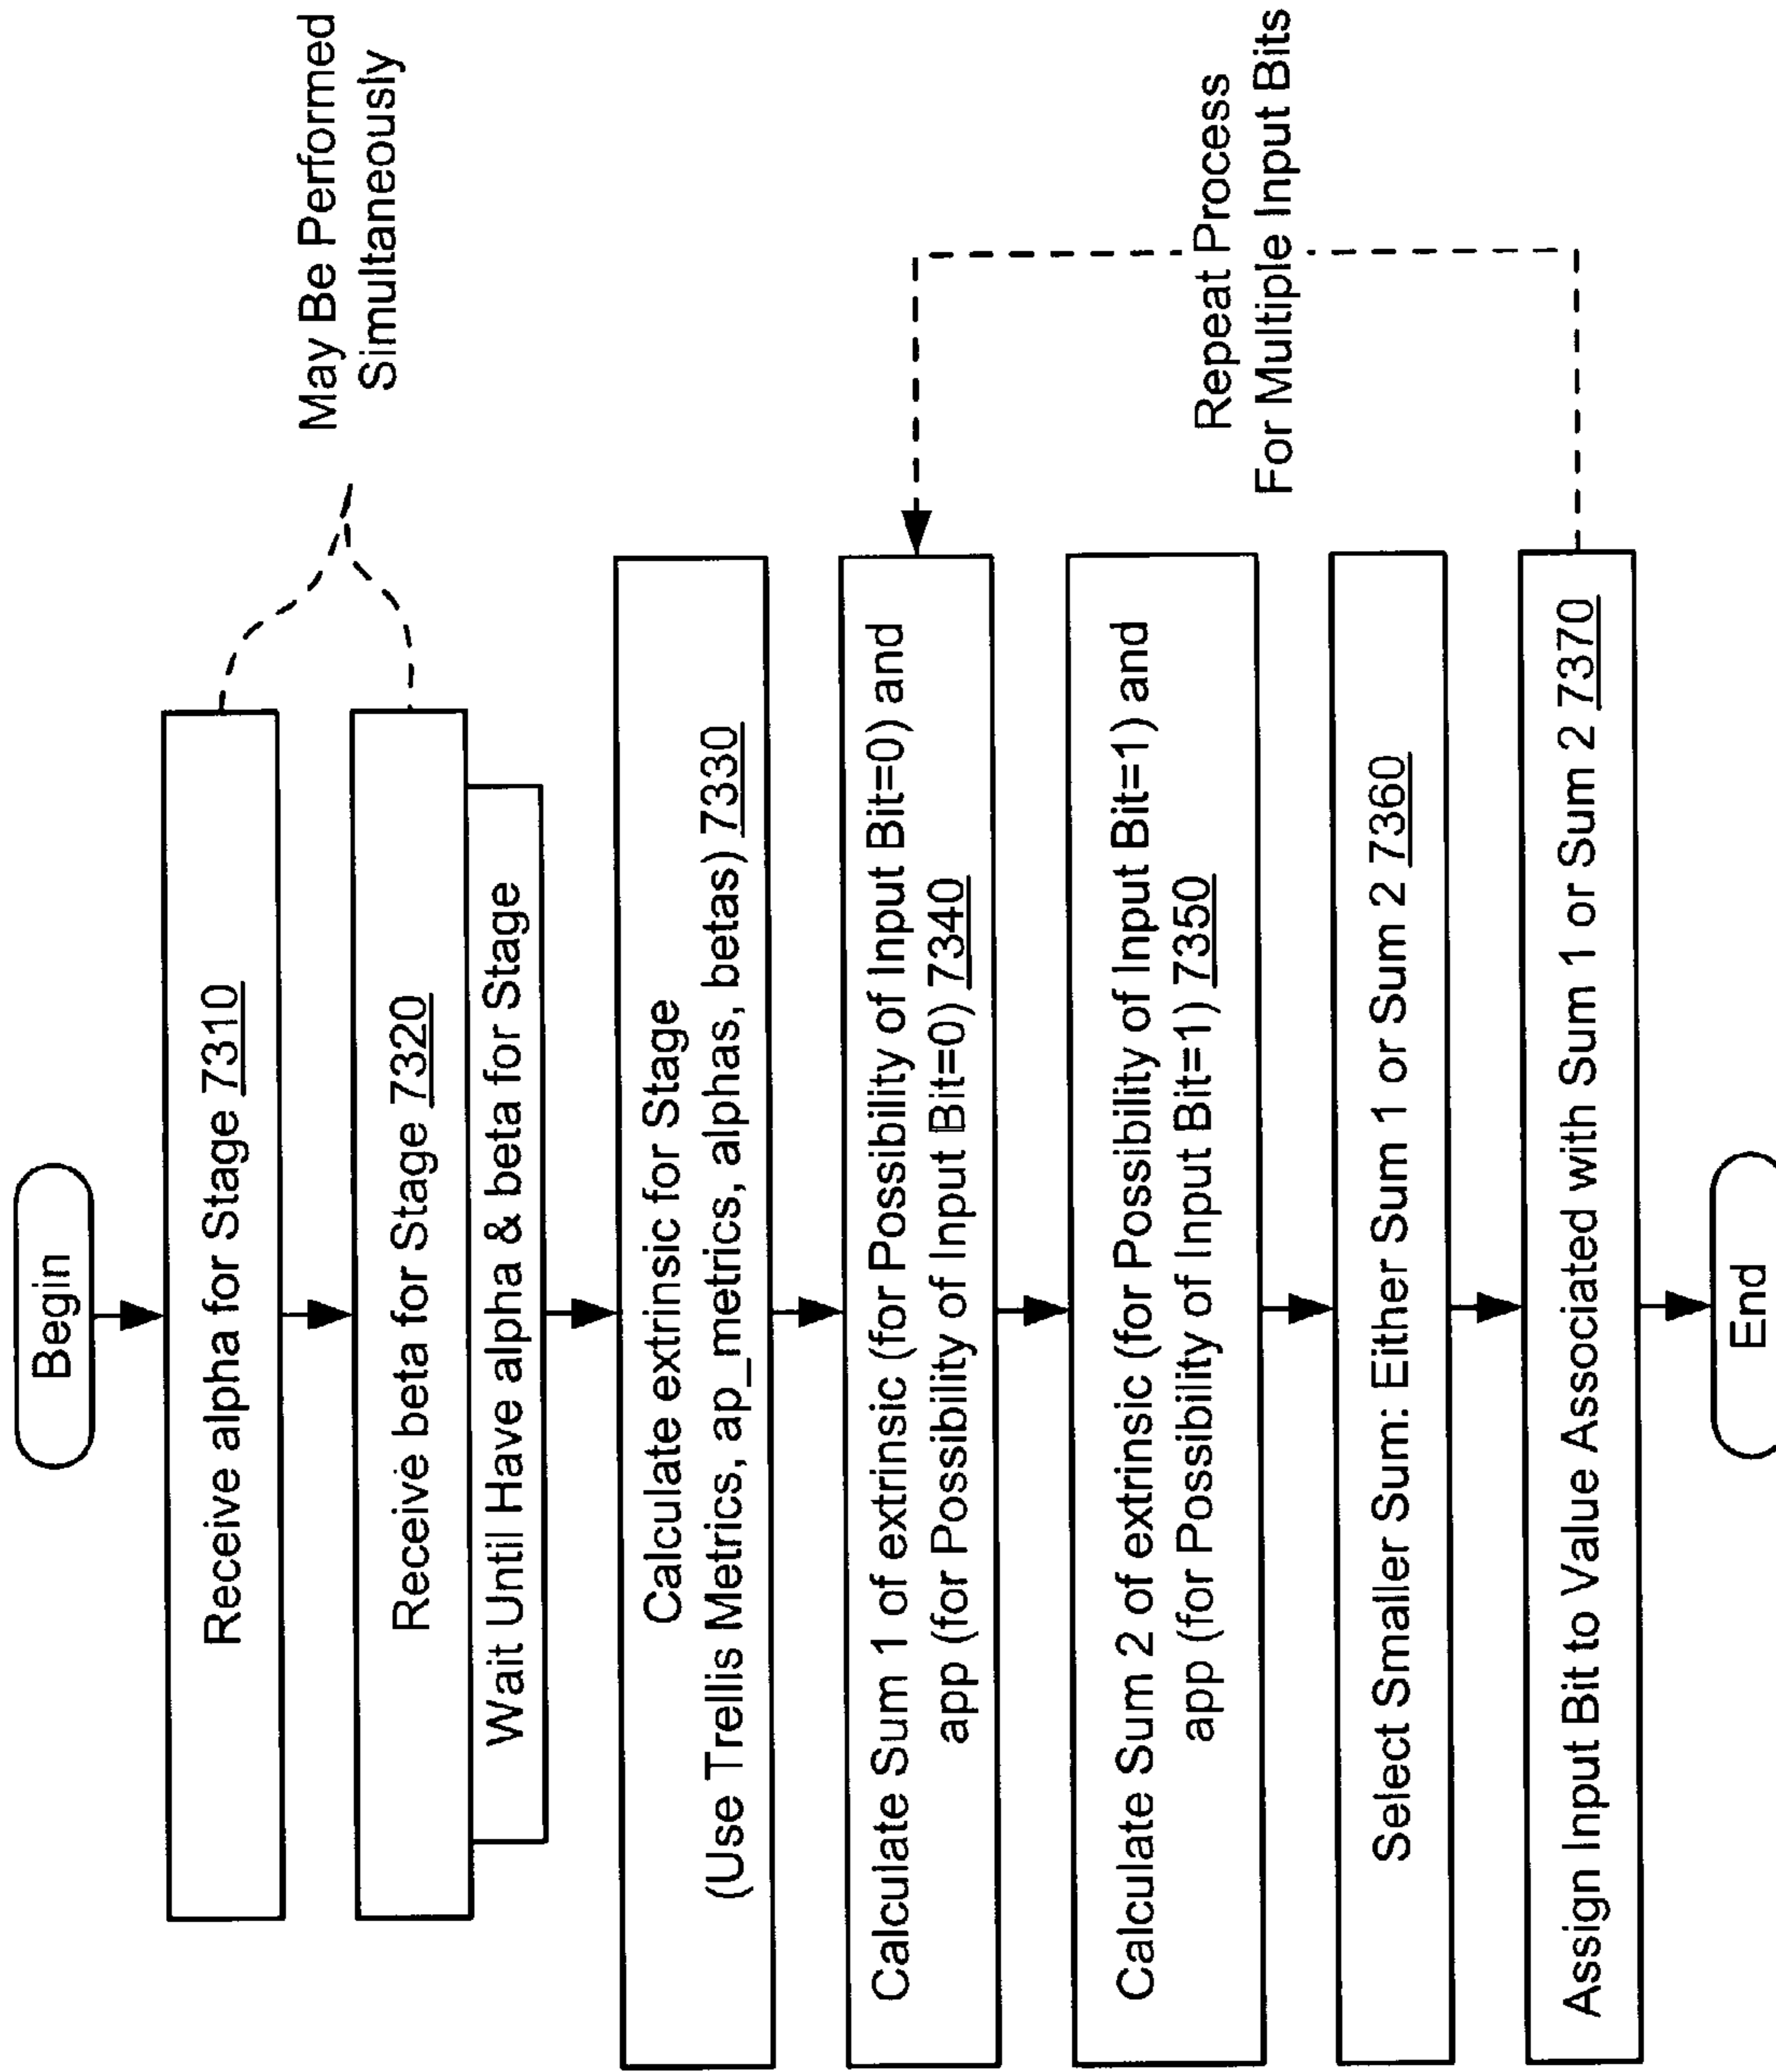 Begin
Receive alpha for Stage 7310
Receive beta for Stage 7320
Wait Until Have alpha & beta for Stage
May Be Performed
Simultaneously
Calculate extrinsic for Stage
(Use Trellis Metrics, ap_metrics, alphas, betas) 7330
Calculate Sum 1 of extrinsic (for Possibility of Input Bit=0) and
app (for Possibility of Input Bit=0) 7340
Calculate Sum 2 of extrinsic (for Possibility of Input Bit=1) and
app (for Possibility of Input Bit=1) 7350
Select Smaller Sum: Either Sum 1 or Sum 2 7360
Assign Input Bit to Value Associated with Sum 1 or Sum 2 7370
Repeat Process
For Multiple Input Bits
End